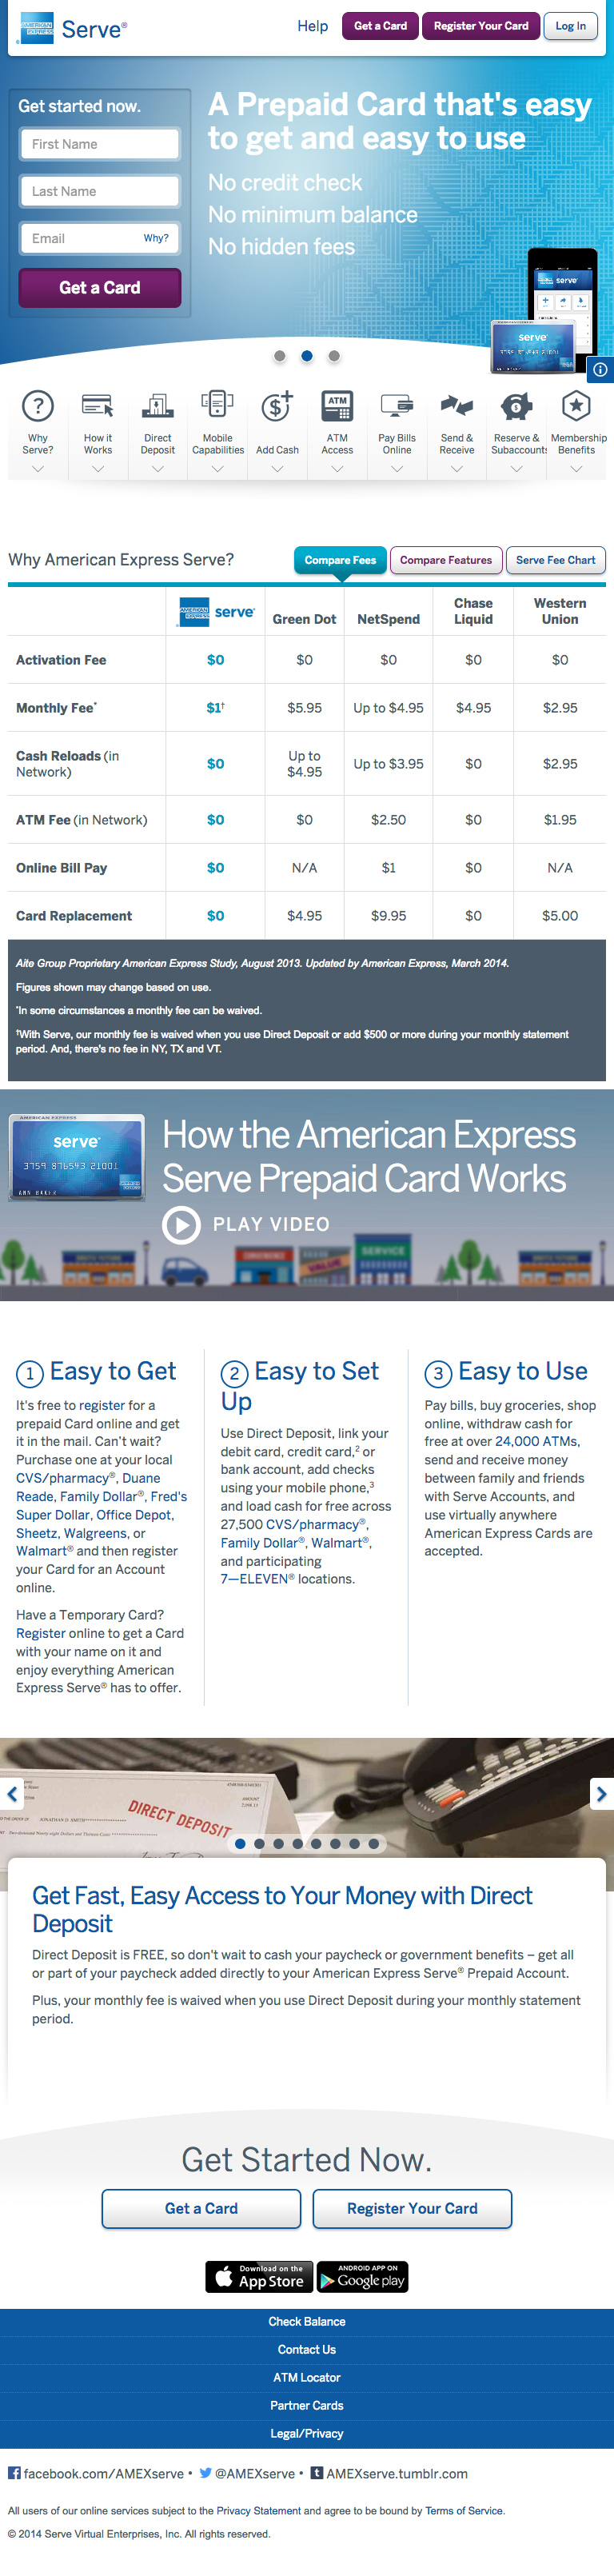 AMERICAN EXPRESS Serve® Help Get a Card Register Your Card Log In
Get started now.
First Name
Last Name
Email Why?
Get a Card
A Prepaid Card that's easy
to get and easy to use
No credit check
No minimum balance
No hidden fees
serve
serve
Why Serve?
How it Works
Direct Deposit
Mobile Capabilities
Add Cash
ATM
ATM Access
Pay Bills Online
Send & Receive
Reserve & Subaccounts
Membership Benefits
Why American Express Serve? Compare Fees Compare Features Serve Fee Chart
AMERICAN EXPRESS serve® Green Dot NetSpend Chase Liquid Western Union
Activation Fee $0 $0 $0 $0 $0
Monthly Fee* $1† $5.95 Up to $4.95 $4.95 $2.95
Cash Reloads (in Network) $0 Up to $4.95 Up to $3.95 $0 $2.95
ATM Fee (in Network) $0 $0 $2.50 $0 $1.95
Online Bill Pay $0 N/A $1 $0 N/A
Card Replacement $0 $4.95 $9.95 $0 $5.00
Aite Group Proprietary American Express Study, August 2013. Updated by American Express, March 2014.
Figures shown may change based on use.
*In some circumstances a monthly fee can be waived.
†With Serve, our monthly fee is waived when you use Direct Deposit or add $500 or more during your monthly statement
period. And, there's no fee in NY, TX and VT.
AMERICAN EXPRESS
serve
3759 876543 21001
ANN BAKER
How the American Express
Serve Prepaid Card Works
PLAY VIDEO
CONVENIENCE
VALUE
SERVICE
1 Easy to Get
It's free to register for a
prepaid Card online and get
it in the mail. Can't wait?
Purchase one at your local
CVS/pharmacy®, Duane
Reade, Family Dollar®, Fred's
Super Dollar, Office Depot,
Sheetz, Walgreens, or
Walmart® and then register
your Card for an Account
online.
Have a Temporary Card?
Register online to get a Card
with your name on it and
enjoy everything American
Express Serve® has to offer.
2 Easy to Set
Up
Use Direct Deposit, link your
debit card, credit card,² or
bank account, add checks
using your mobile phone,³
and load cash for free across
27,500 CVS/pharmacy®,
Family Dollar®, Walmart®,
and participating
7—ELEVEN® locations.
3 Easy to Use
Pay bills, buy groceries, shop
online, withdraw cash for
free at over 24,000 ATMs,
send and receive money
between family and friends
with Serve Accounts, and
use virtually anywhere
American Express Cards are
accepted.
JONATHAN D. SMITH
AMOUNT
DIRECT DEPOSIT
Get Fast, Easy Access to Your Money with Direct
Deposit
Direct Deposit is FREE, so don't wait to cash your paycheck or government benefits – get all
or part of your paycheck added directly to your American Express Serve® Prepaid Account.
Plus, your monthly fee is waived when you use Direct Deposit during your monthly statement
period.
Get Started Now.
Get a Card Register Your Card
Download on the App Store
ANDROID APP ON Google play
Check Balance
Contact Us
ATM Locator
Partner Cards
Legal/Privacy
facebook.com/AMEXserve • @AMEXserve • AMEXserve.tumblr.com
All users of our online services subject to the Privacy Statement and agree to be bound by Terms of Service.
© 2014 Serve Virtual Enterprises, Inc. All rights reserved.